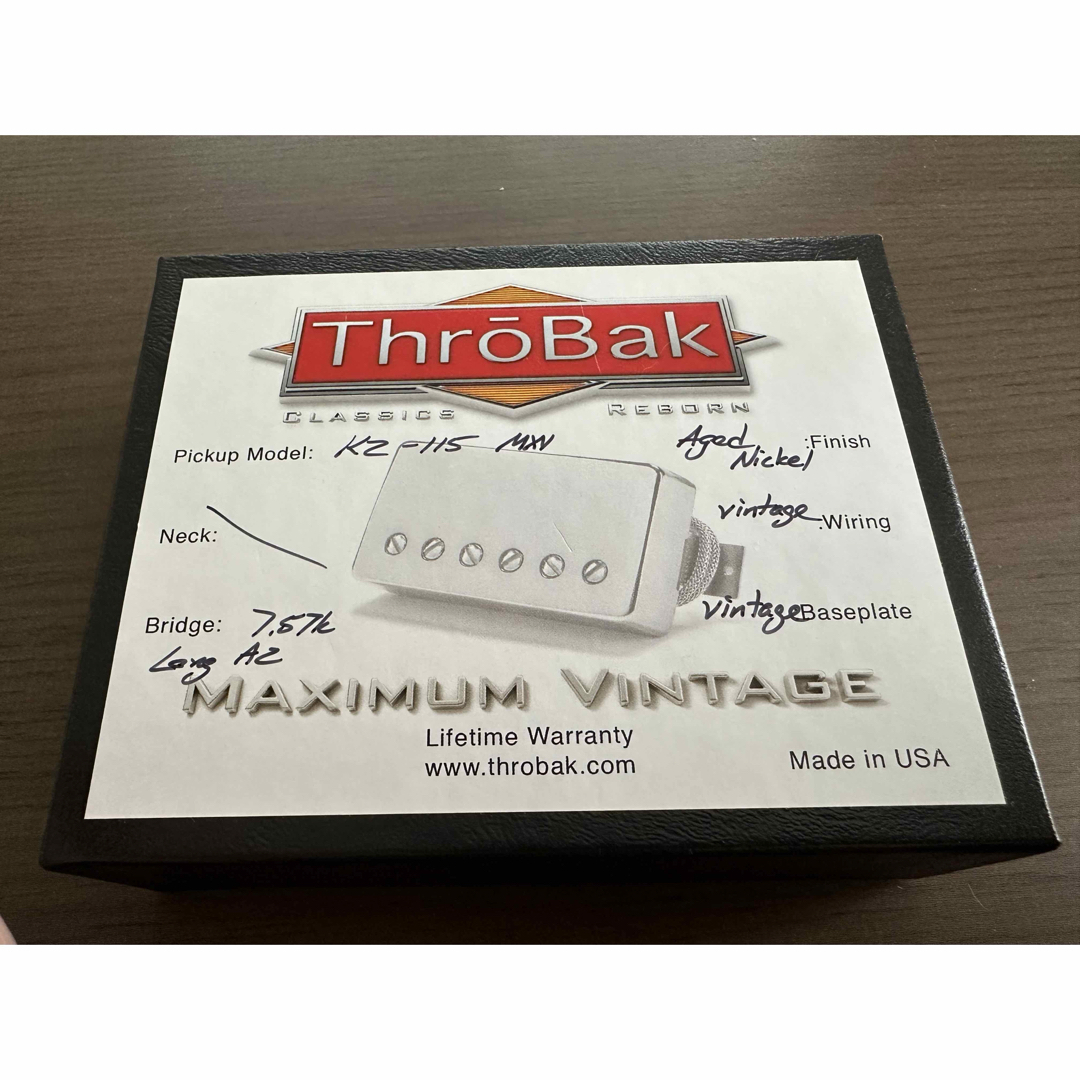 ThrōBak
CLASSICS REBORN
Pickup Model: KZ-115 MXV
Aged Nickel :Finish
vintage :Wiring
Neck:
vintage Baseplate
Bridge: 7.57k
Long A2
MAXIMUM VINTAGE
Lifetime Warranty
www.throbak.com
Made in USA